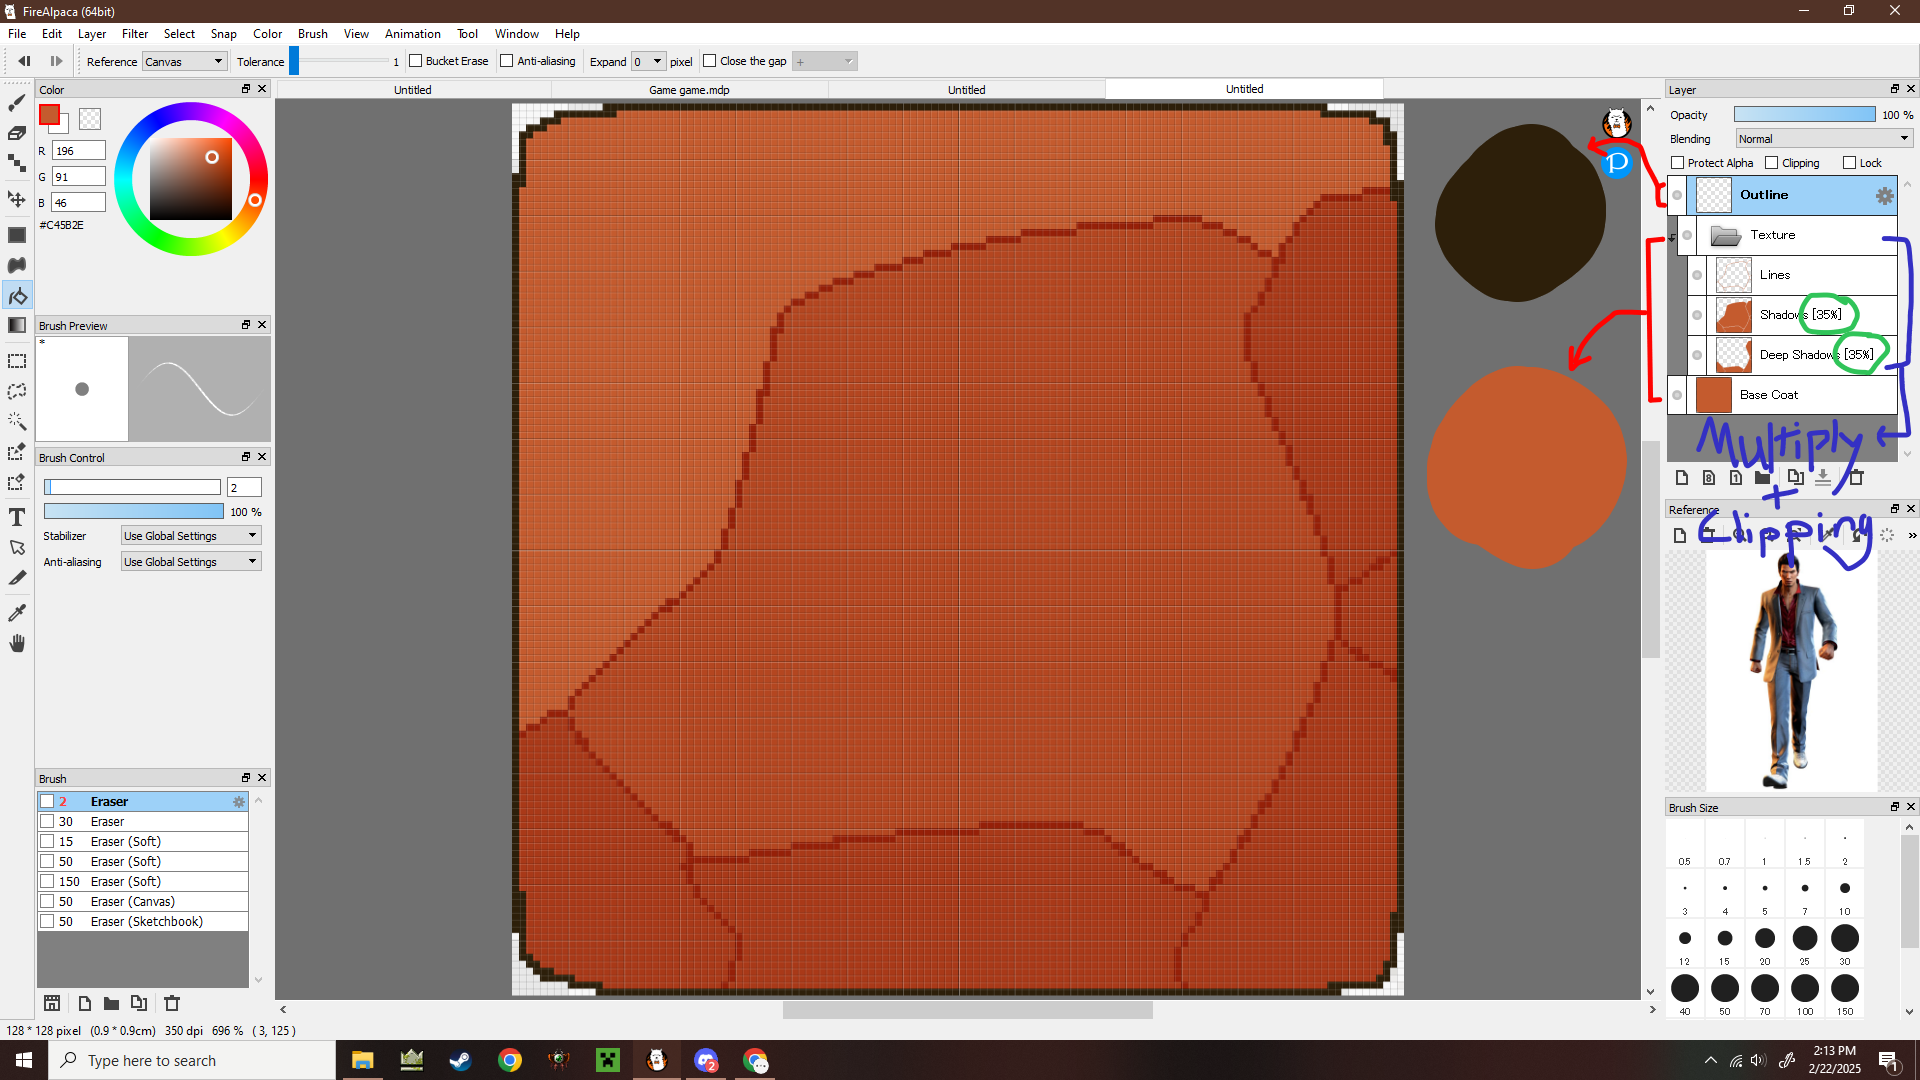 FireAlpaca (64bit)
File Edit Layer Filter Select Snap Color Brush View Animation Tool Window Help
Reference Canvas Tolerance 1 Bucket Erase Anti-aliasing Expand 0 pixel Close the gap +
Color
Untitled Game game.mdp Untitled Untitled
R 196
G 91
B 46
#C45B2E
Brush Preview
*
Brush Control
2
100 %
Stabilizer Use Global Settings
Anti-aliasing Use Global Settings
Brush
2 Eraser
30 Eraser
15 Eraser (Soft)
50 Eraser (Soft)
150 Eraser (Soft)
50 Eraser (Canvas)
50 Eraser (Sketchbook)
P
Layer
Opacity 100 %
Blending Normal
Protect Alpha Clipping Lock
Outline
Texture
Lines
Shadows [35%]
Deep Shadows [35%]
Base Coat
Multiply
+
Clipping
8 1
Reference
»
Brush Size
0.5 0.7 1 1.5 2
3 4 5 7 10
12 15 20 25 30
40 50 70 100 150
128 * 128 pixel (0.9 * 0.9cm) 350 dpi 696 % ( 3, 125 )
Type here to search
2
2:13 PM
2/22/2025
1